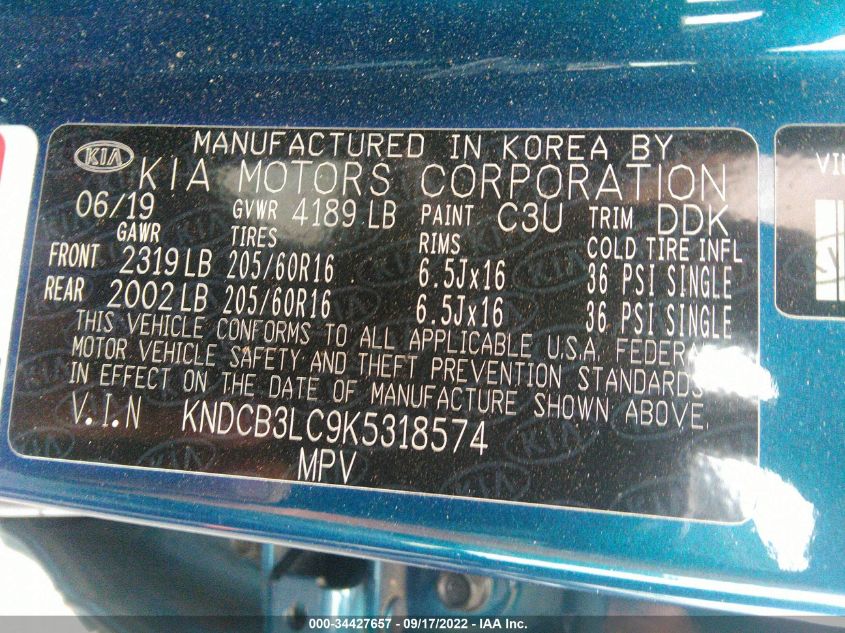 MANUFACTURED IN KOREA BY
KIA KIA MOTORS CORPORATION
06/19 GVWR 4189 LB PAINT C3U TRIM DDK
GAWR TIRES RIMS COLD TIRE INFL
FRONT 2319 LB 205/60R16 6.5Jx16 36 PSI SINGLE
REAR 2002 LB 205/60R16 6.5Jx16 36 PSI SINGLE
THIS VEHICLE CONFORMS TO ALL APPLICABLE U.S.A. FEDER
MOTOR VEHICLE SAFETY AND THEFT PREVENTION STANDARDS
IN EFFECT ON THE DATE OF MANUFACTURE SHOWN ABOVE.
V.I.N KNDCB3LC9K5318574
MPV
VI
000-34427657 - 09/17/2022 - IAA Inc.